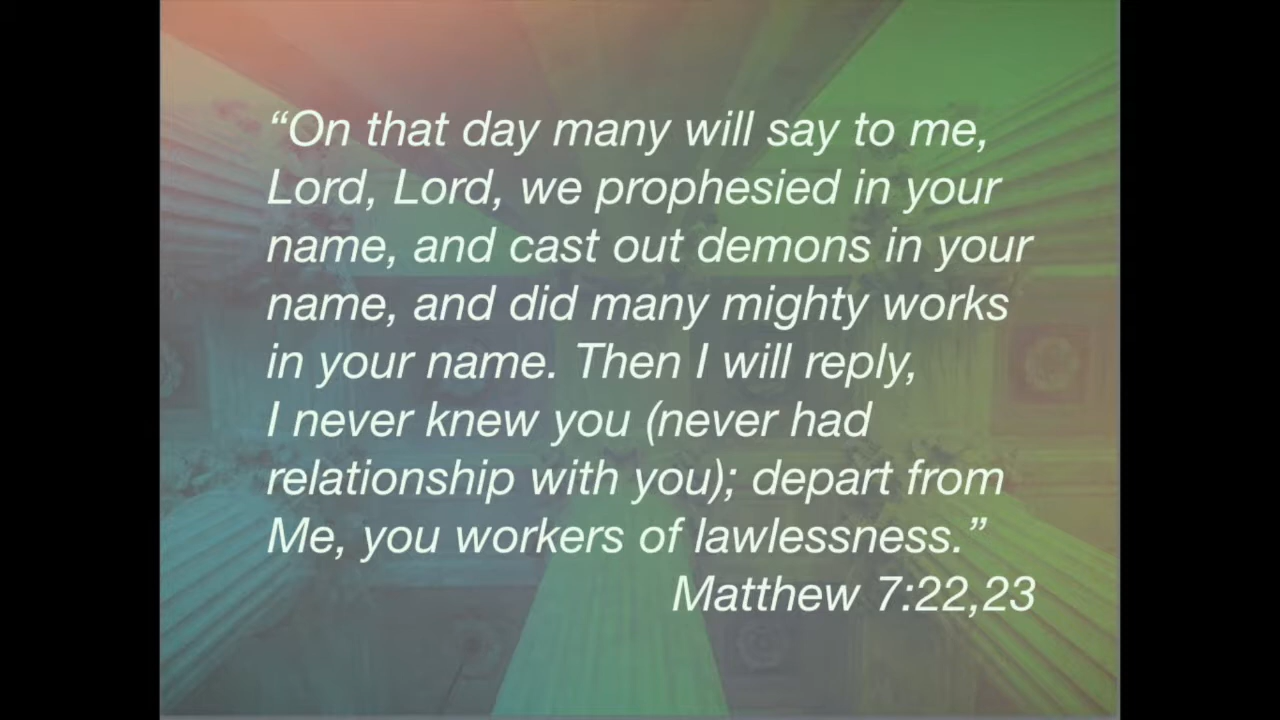 “On that day many will say to me,
Lord, Lord, we prophesied in your
name, and cast out demons in your
name, and did many mighty works
in your name. Then I will reply,
I never knew you (never had
relationship with you); depart from
Me, you workers of lawlessness.”
Matthew 7:22,23